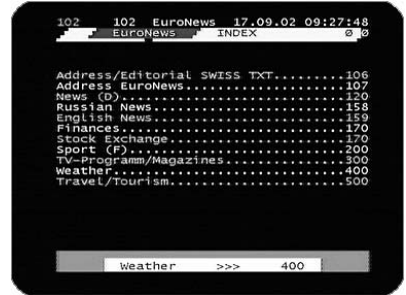 102 102 EuroNews 17.09.02 09:27:48
EuroNews INDEX
Address/Editorial SWISS TXT.........106
Address EuroNews....................107
News (D)............................120
Russian News........................158
English News........................159
Finances............................170
Stock Exchange......................170
Sport (F)...........................200
TV-Programm/Magazines...............300
Weather.............................400
Travel/Tourism......................500
Weather >>> 400